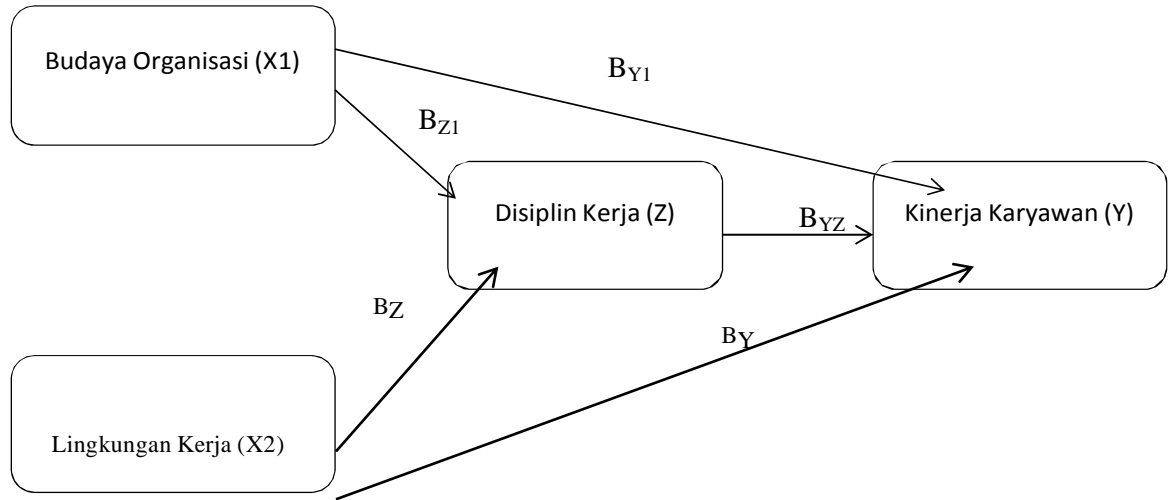 Budaya Organisasi (X1)
BY1
BZ1
Disiplin Kerja (Z)
BYZ
Kinerja Karyawan (Y)
BZ
BY
Lingkungan Kerja (X2)